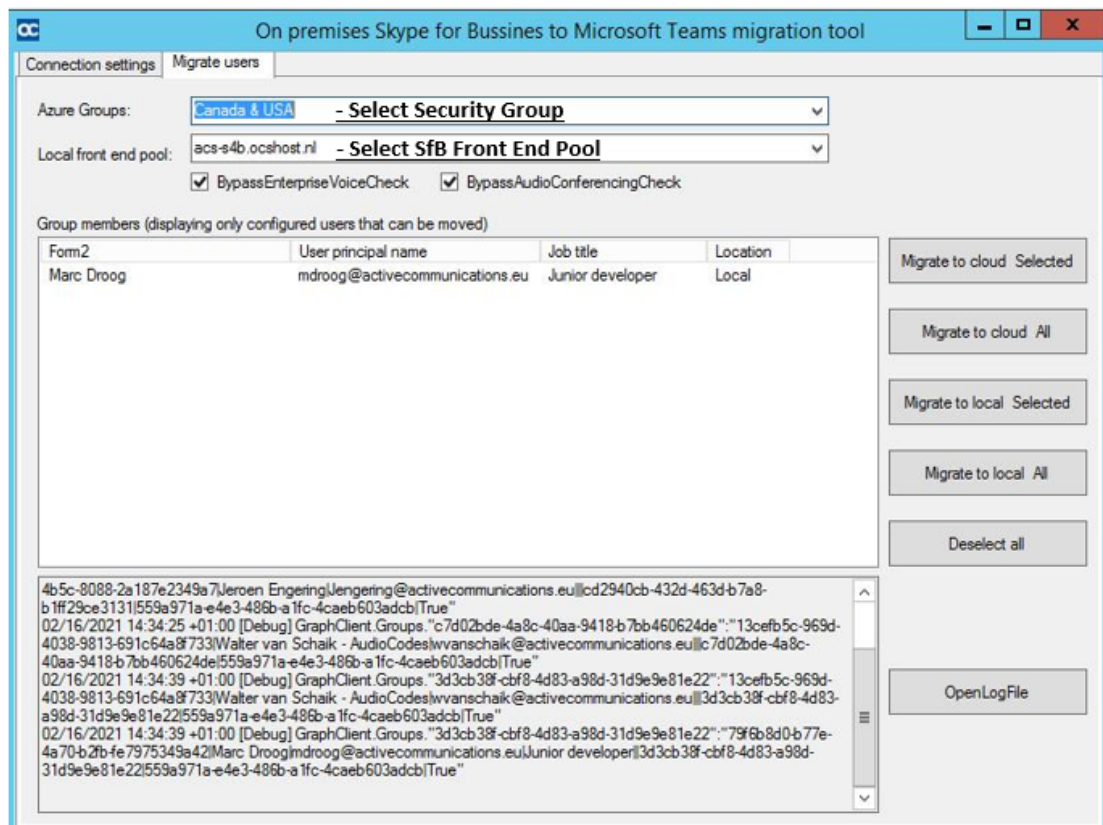 On premises Skype for Bussines to Microsoft Teams migration tool
Connection settings Migrate users
Azure Groups: Canada & USA - Select Security Group
Local front end pool: acs-s4b.ocshost.nl - Select SfB Front End Pool
BypassEnterpriseVoiceCheck BypassAudioConferencingCheck
Group members (displaying only configured users that can be moved)
Form2 User principal name Job title Location
Marc Droog mdroog@activecommunications.eu Junior developer Local
Migrate to cloud Selected
Migrate to cloud All
Migrate to local Selected
Migrate to local All
Deselect all
4b5c-8088-2a187e2349a7|Jeroen Engering|Jengering@activecommunications.eu|||cd2940cb-432d-463d-b7a8-
b1ff29ce3131|559a971a-e4e3-486b-a1fc-4caeb603adcb|True"
02/16/2021 14:34:25 +01:00 [Debug] GraphClient.Groups."c7d02bde-4a8c-40aa-9418-b7bb460624de":"13cefb5c-969d-
4038-9813-691c64a8f733|Walter van Schaik - AudioCodes|wvanschaik@activecommunications.eu|||c7d02bde-4a8c-
40aa-9418-b7bb460624de|559a971a-e4e3-486b-a1fc-4caeb603adcb|True"
02/16/2021 14:34:39 +01:00 [Debug] GraphClient.Groups."3d3cb38f-cbf8-4d83-a98d-31d9e9e81e22":"13cefb5c-969d-
4038-9813-691c64a8f733|Walter van Schaik - AudioCodes|wvanschaik@activecommunications.eu|||3d3cb38f-cbf8-4d83-
a98d-31d9e9e81e22|559a971a-e4e3-486b-a1fc-4caeb603adcb|True"
02/16/2021 14:34:39 +01:00 [Debug] GraphClient.Groups."3d3cb38f-cbf8-4d83-a98d-31d9e9e81e22":"79f6b8d0-b77e-
4a70-b2fb-fe7975349a42|Marc Droog|mdroog@activecommunications.eu|Junior developer||3d3cb38f-cbf8-4d83-a98d-
31d9e9e81e22|559a971a-e4e3-486b-a1fc-4caeb603adcb|True"
OpenLogFile